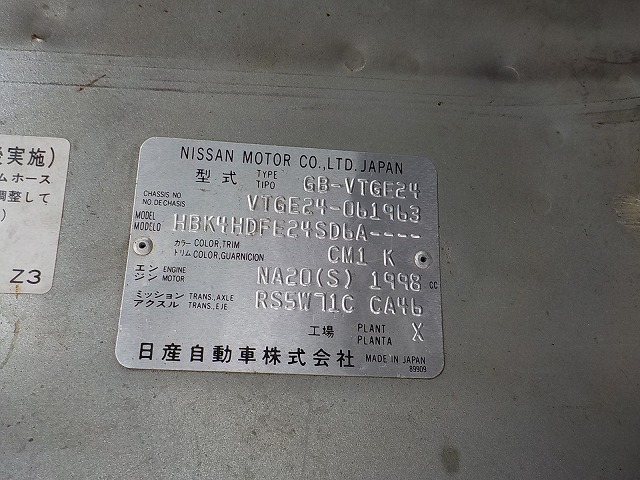 実施)
ムホース
調整して
)
Z3
NISSAN MOTOR CO.,LTD. JAPAN
型式 TYPE TIPO GB-VTGE24
CHASSIS NO. NO DE CHASIS VTGE24-061963
MODEL MODELO HBK4HDFE24SD6A----
カラー COLOR,TRIM
トリム COLOR,GUARNICION CM1 K
エンジン ENGINE MOTOR NA20(S) 1998 CC
ミッション TRANS.,AXLE
アクスル TRANS.,EJE RS5W71C CA46
工場 PLANT PLANTA X
日産自動車株式会社 MADE IN JAPAN
89909